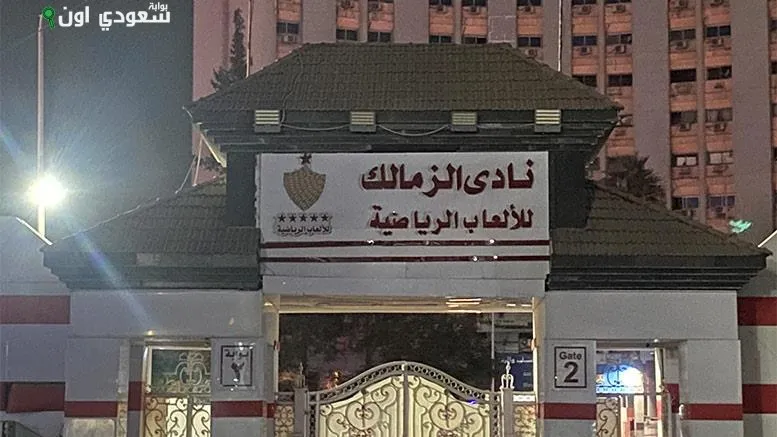 بوابة
سعودي اون
نادى الزمالك
للألعاب الرياضية
للألعاب الرياضية
بوابة
٢
Gate
2